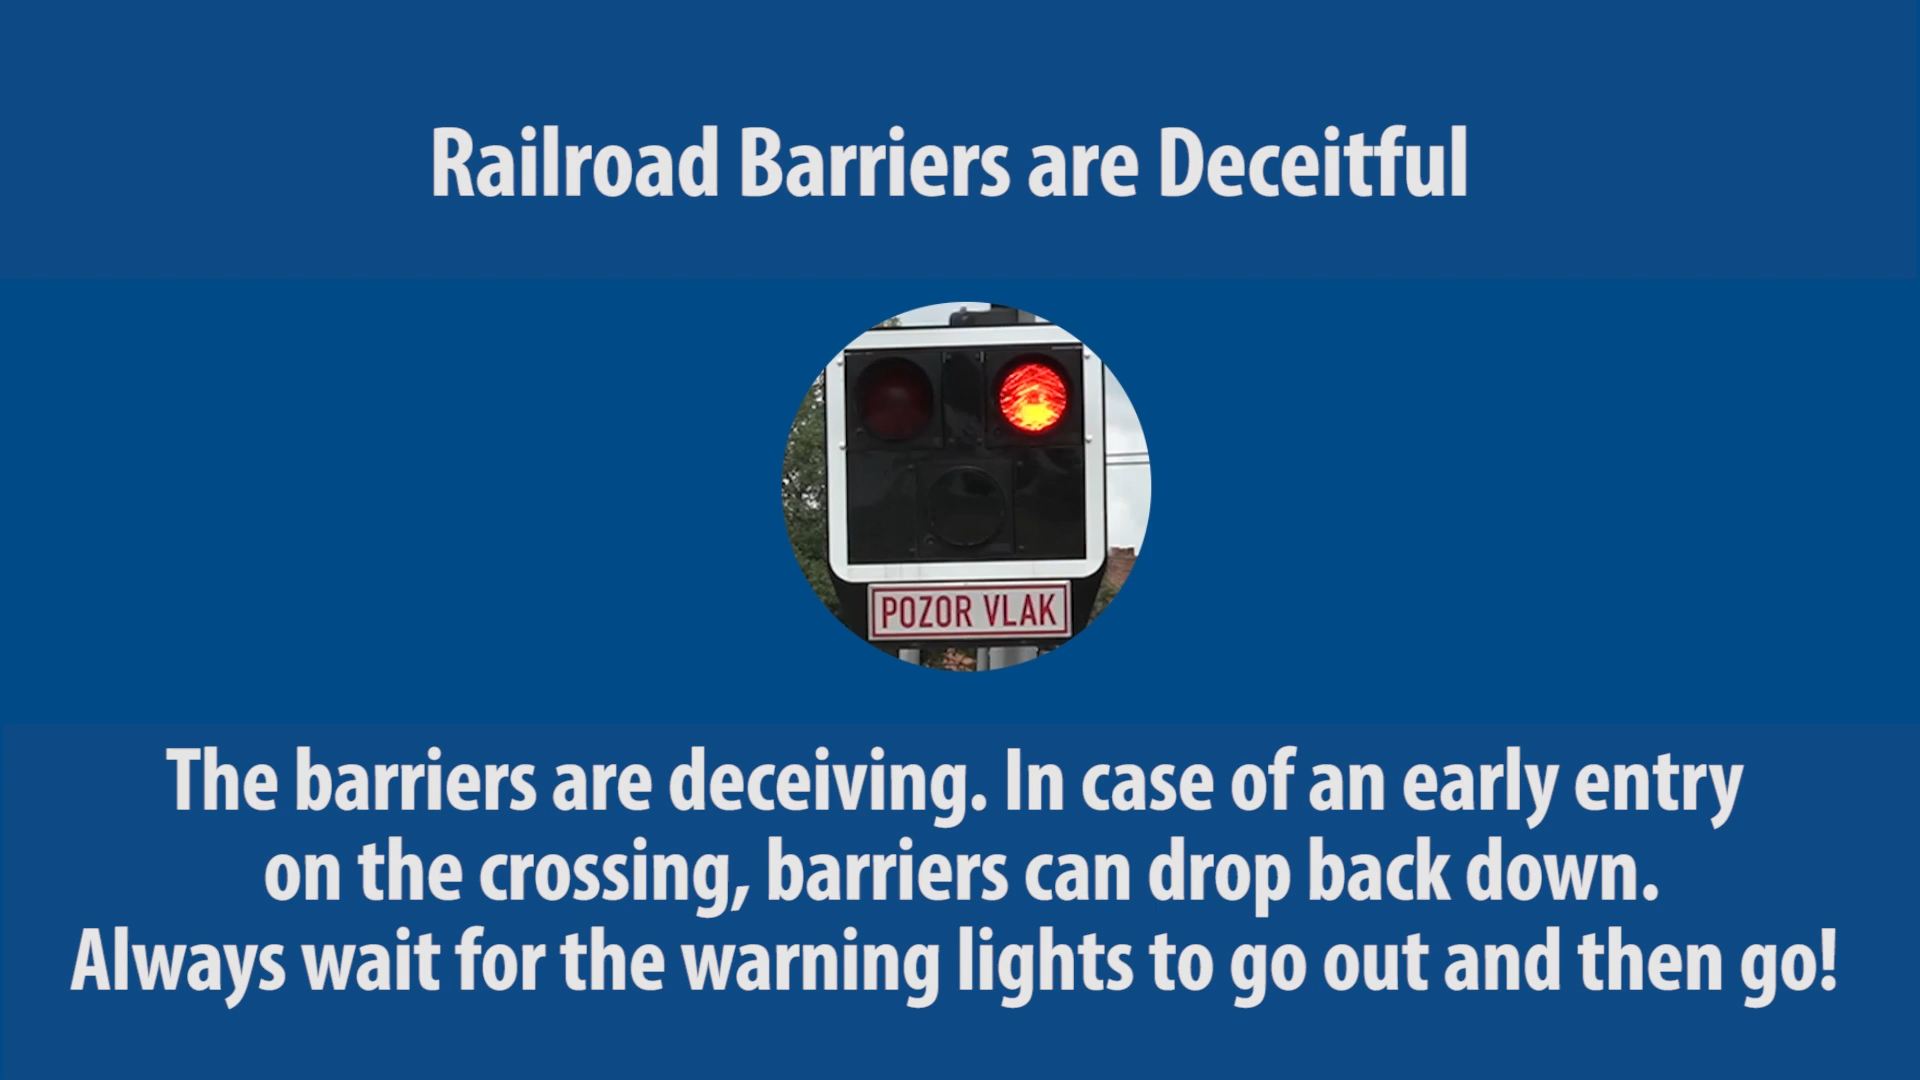 Railroad Barriers are Deceitful
POZOR VLAK
The barriers are deceiving. In case of an early entry
on the crossing, barriers can drop back down.
Always wait for the warning lights to go out and then go!